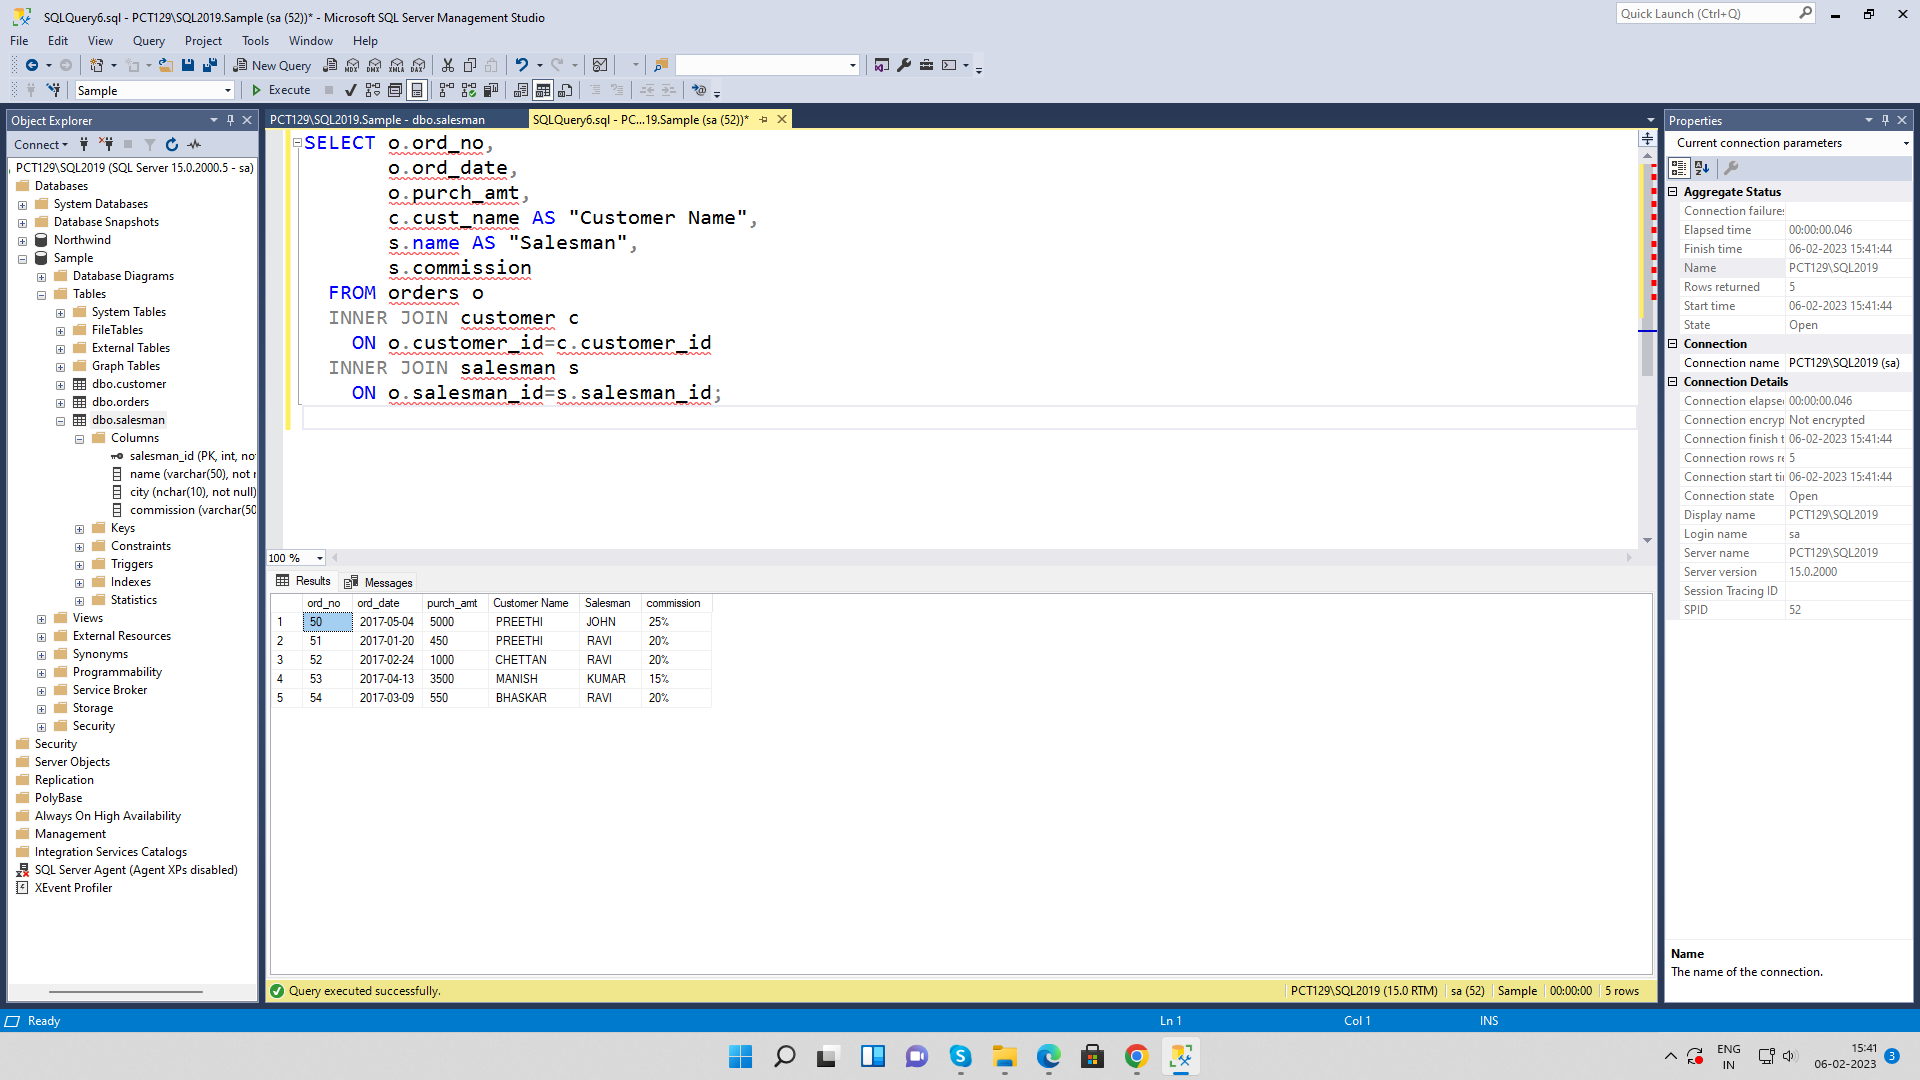 SQLQuery6.sql - PCT129\SQL2019.Sample (sa (52))* - Microsoft SQL Server Management Studio
Quick Launch (Ctrl+Q)
File Edit View Query Project Tools Window Help
New Query
MDX DMX XMLA DAX
Sample
Execute
Object Explorer
Connect
PCT129\SQL2019 (SQL Server 15.0.2000.5 - sa)
Databases
System Databases
Database Snapshots
Northwind
Sample
Database Diagrams
Tables
System Tables
FileTables
External Tables
Graph Tables
dbo.customer
dbo.orders
dbo.salesman
Columns
salesman_id (PK, int, no
name (varchar(50), not
city (nchar(10), not null)
commission (varchar(50
Keys
Constraints
Triggers
Indexes
Statistics
Views
External Resources
Synonyms
Programmability
Service Broker
Storage
Security
Security
Server Objects
Replication
PolyBase
Always On High Availability
Management
Integration Services Catalogs
SQL Server Agent (Agent XPs disabled)
XEvent Profiler
PCT129\SQL2019.Sample - dbo.salesman
SQLQuery6.sql - PC...19.Sample (sa (52))*
SELECT o.ord_no,
o.ord_date,
o.purch_amt,
c.cust_name AS "Customer Name",
s.name AS "Salesman",
s.commission
FROM orders o
INNER JOIN customer c
ON o.customer_id=c.customer_id
INNER JOIN salesman s
ON o.salesman_id=s.salesman_id;
100 %
Results Messages
ord_no ord_date purch_amt Customer Name Salesman commission
1 50 2017-05-04 5000 PREETHI JOHN 25%
2 51 2017-01-20 450 PREETHI RAVI 20%
3 52 2017-02-24 1000 CHETTAN RAVI 20%
4 53 2017-04-13 3500 MANISH KUMAR 15%
5 54 2017-03-09 550 BHASKAR RAVI 20%
Query executed successfully.
PCT129\SQL2019 (15.0 RTM) sa (52) Sample 00:00:00 5 rows
Properties
Current connection parameters
Aggregate Status
Connection failures
Elapsed time 00:00:00.046
Finish time 06-02-2023 15:41:44
Name PCT129\SQL2019
Rows returned 5
Start time 06-02-2023 15:41:44
State Open
Connection
Connection name PCT129\SQL2019 (sa)
Connection Details
Connection elapse 00:00:00.046
Connection encryp Not encrypted
Connection finish t 06-02-2023 15:41:44
Connection rows re 5
Connection start ti 06-02-2023 15:41:44
Connection state Open
Display name PCT129\SQL2019
Login name sa
Server name PCT129\SQL2019
Server version 15.0.2000
Session Tracing ID
SPID 52
Name
The name of the connection.
Ready
Ln 1 Col 1 INS
ENG
IN
15:41
06-02-2023
3